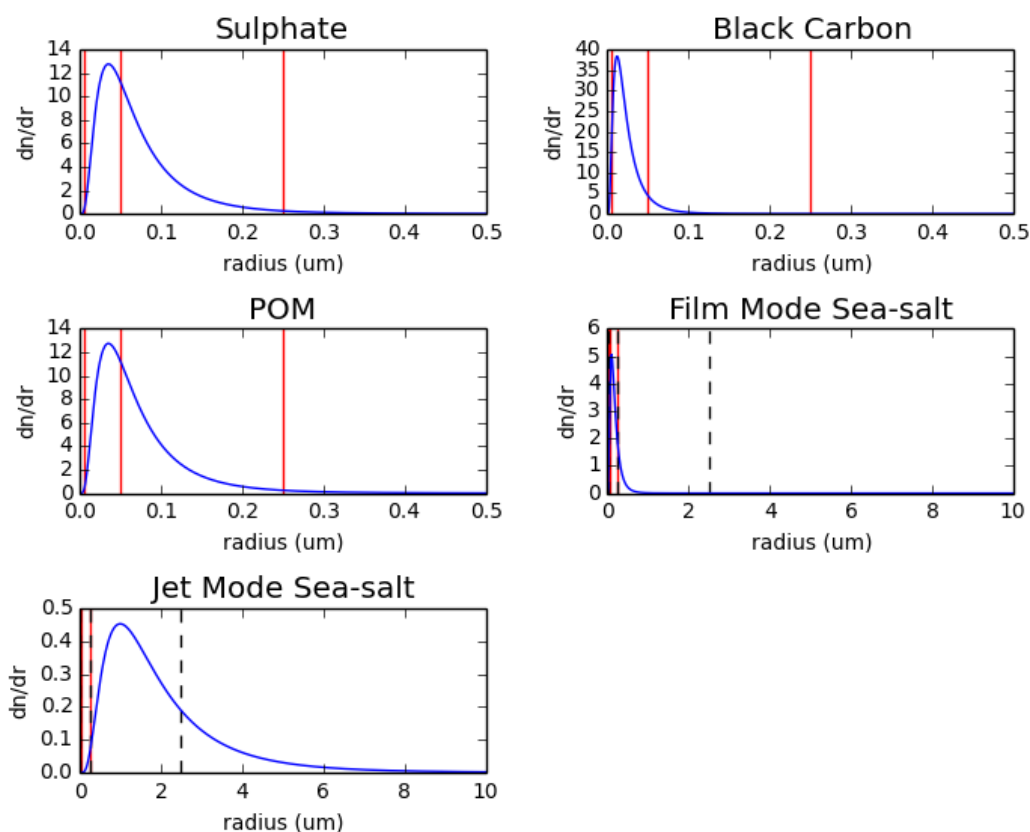 Sulphate
14
12
10
8
6
4
2
0
dn/dr
0.0 0.1 0.2 0.3 0.4 0.5
radius (um)
Black Carbon
40
35
30
25
20
15
10
5
0
dn/dr
0.0 0.1 0.2 0.3 0.4 0.5
radius (um)
POM
14
12
10
8
6
4
2
0
dn/dr
0.0 0.1 0.2 0.3 0.4 0.5
radius (um)
Film Mode Sea-salt
6
5
4
3
2
1
0
dn/dr
0 2 4 6 8 10
radius (um)
Jet Mode Sea-salt
0.5
0.4
0.3
0.2
0.1
0.0
dn/dr
0 2 4 6 8 10
radius (um)